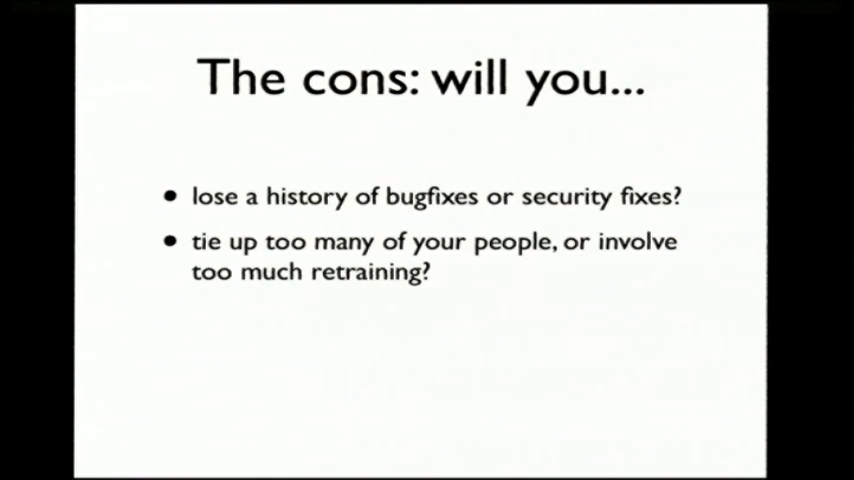 The cons: will you...
• lose a history of bugfixes or security fixes?
• tie up too many of your people, or involve
too much retraining?